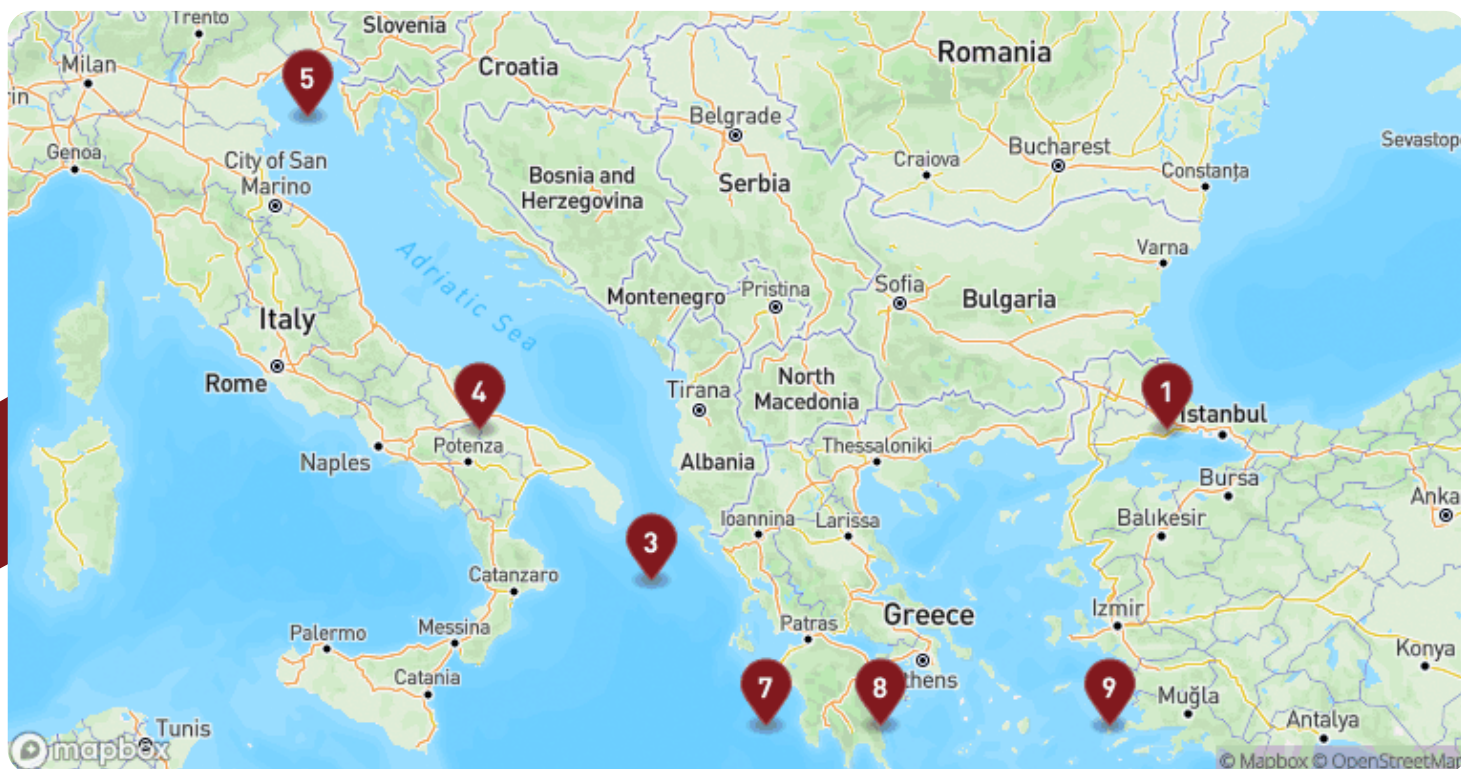 Trento
Slovenia
Milan
5
Croatia
Romania
rin
Belgrade
Sevastop
Genoa
City of San
Marino
Craiova
Bucharest
Constanța
Bosnia and
Herzegovina
Serbia
Adriatic Sea
Varna
Montenegro
Pristina
Sofia
Bulgaria
Italy
Rome
4
Tirana
North
Macedonia
1
Istanbul
Naples
Potenza
Albania
Thessaloniki
Bursa
Anka
Ioannina
Larissa
Balıkesir
3
Catanzaro
Izmir
Greece
Palermo
Messina
Patras
Konya
Catania
7
8
thens
9
Muğla
Tunis
Antalya
mapbox
© Mapbox © OpenStreetMap